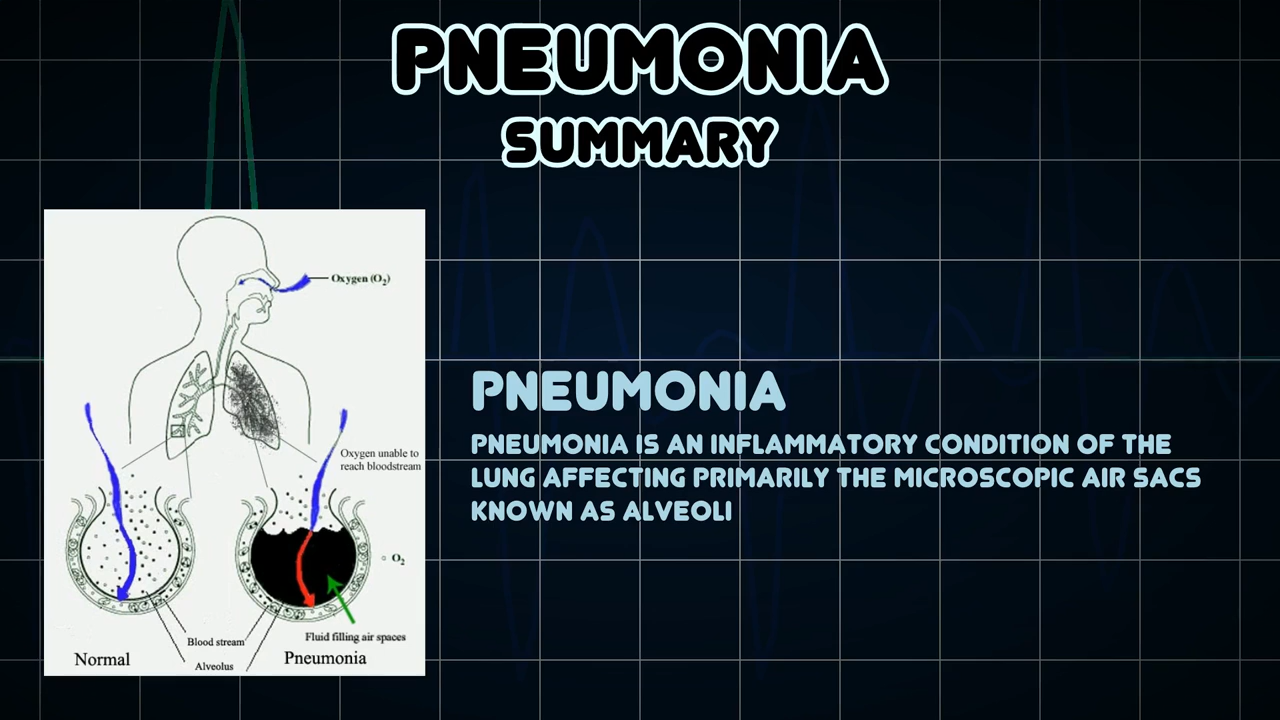 PNEUMONIA
SUMMARY
Oxygen (O2)
Oxygen unable to
reach bloodstream
O2
Blood stream
Fluid filling air spaces
Alveolus
Normal
Pneumonia
PNEUMONIA
PNEUMONIA IS AN INFLAMMATORY CONDITION OF THE
LUNG AFFECTING PRIMARILY THE MICROSCOPIC AIR SACS
KNOWN AS ALVEOLI